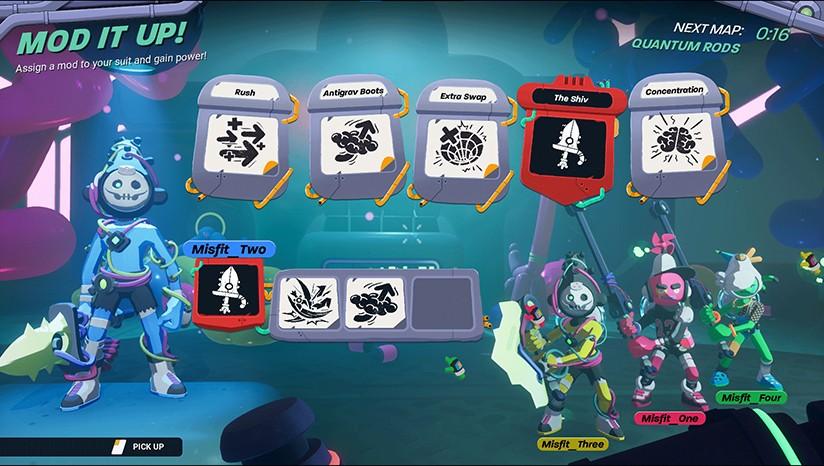 MOD IT UP!
Assign a mod to your suit and gain power!
NEXT MAP: 0:16
QUANTUM RODS
Rush
Antigrav Boots
Extra Swap
The Shiv
Concentration
Misfit_Two
Misfit_Three
Misfit_One
Misfit_Four
PICK UP